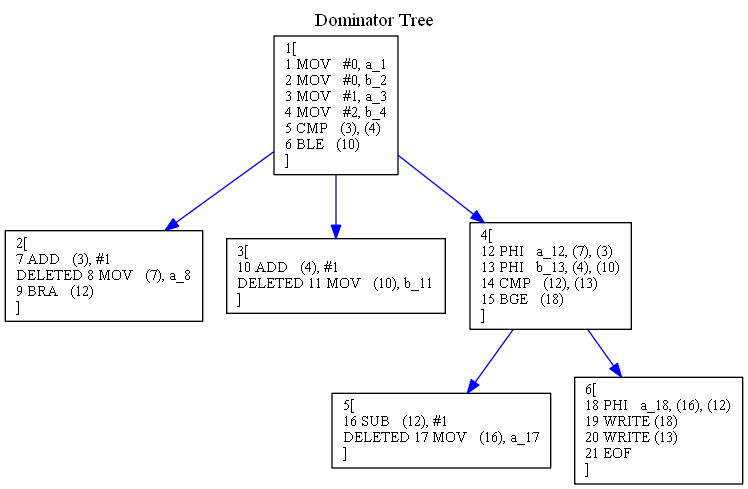 Dominator Tree
1[
1 MOV #0, a_1
2 MOV #0, b_2
3 MOV #1, a_3
4 MOV #2, b_4
5 CMP (3), (4)
6 BLE (10)
]
2[
7 ADD (3), #1
DELETED 8 MOV (7), a_8
9 BRA (12)
]
3[
10 ADD (4), #1
DELETED 11 MOV (10), b_11
]
4[
12 PHI a_12, (7), (3)
13 PHI b_13, (4), (10)
14 CMP (12), (13)
15 BGE (18)
]
5[
16 SUB (12), #1
DELETED 17 MOV (16), a_17
]
6[
18 PHI a_18, (16), (12)
19 WRITE (18)
20 WRITE (13)
21 EOF
]